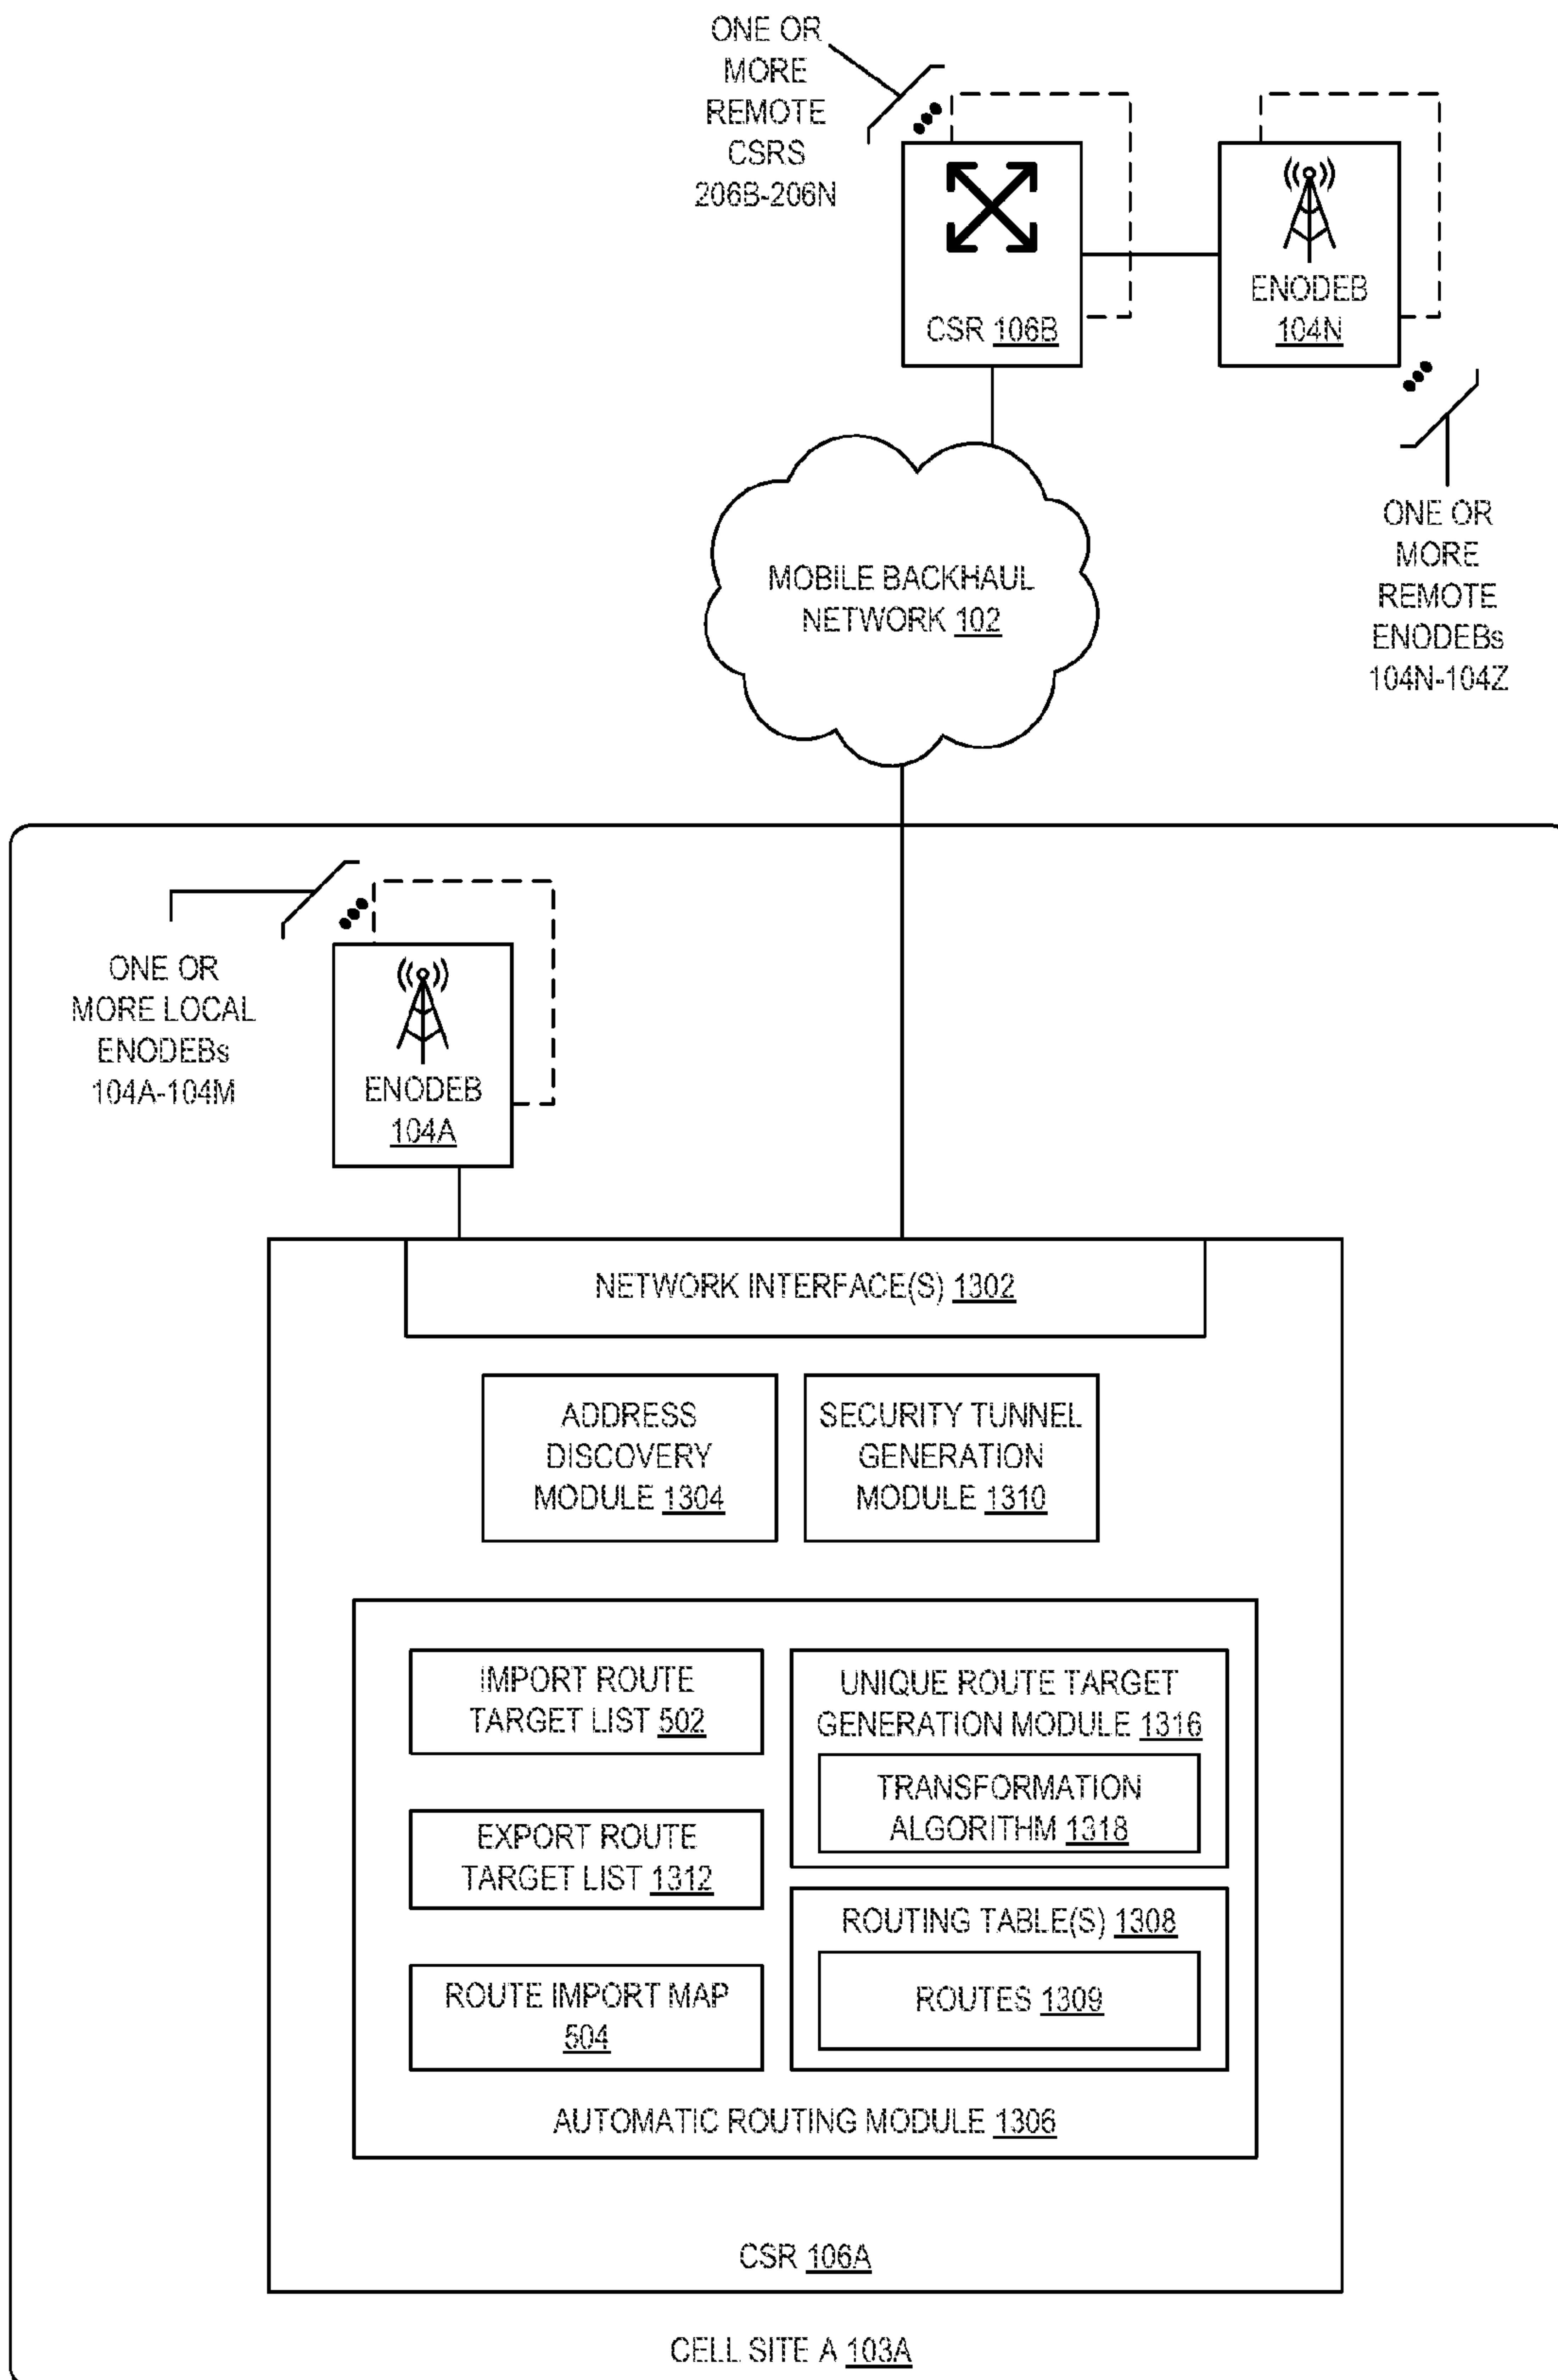 ONE OR
MORE
REMOTE
CSRS
206B-206N
CSR 106B
ENODEB
104N
ONE OR
MORE
REMOTE
ENODEBs
104N-104Z
MOBILE BACKHAUL
NETWORK 102
ONE OR
MORE LOCAL
ENODEBs
104A-104M
ENODEB
104A
NETWORK INTERFACE(S) 1302
ADDRESS
DISCOVERY
MODULE 1304
SECURITY TUNNEL
GENERATION
MODULE 1310
IMPORT ROUTE
TARGET LIST 502
EXPORT ROUTE
TARGET LIST 1312
ROUTE IMPORT MAP
504
UNIQUE ROUTE TARGET
GENERATION MODULE 1316
TRANSFORMATION
ALGORITHM 1318
ROUTING TABLE(S) 1308
ROUTES 1309
AUTOMATIC ROUTING MODULE 1306
CSR 106A
CELL SITE A 103A